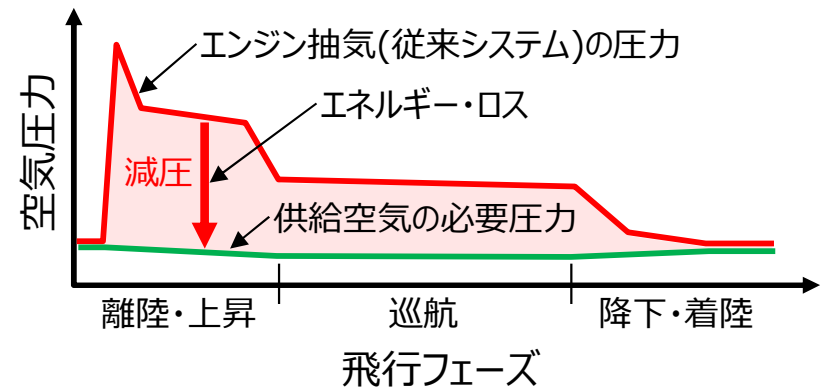 エンジン抽気(従来システム)の圧力
エネルギー・ロス
空気圧力
減圧
供給空気の必要圧力
離陸・上昇
巡航
降下・着陸
飛行フェーズ